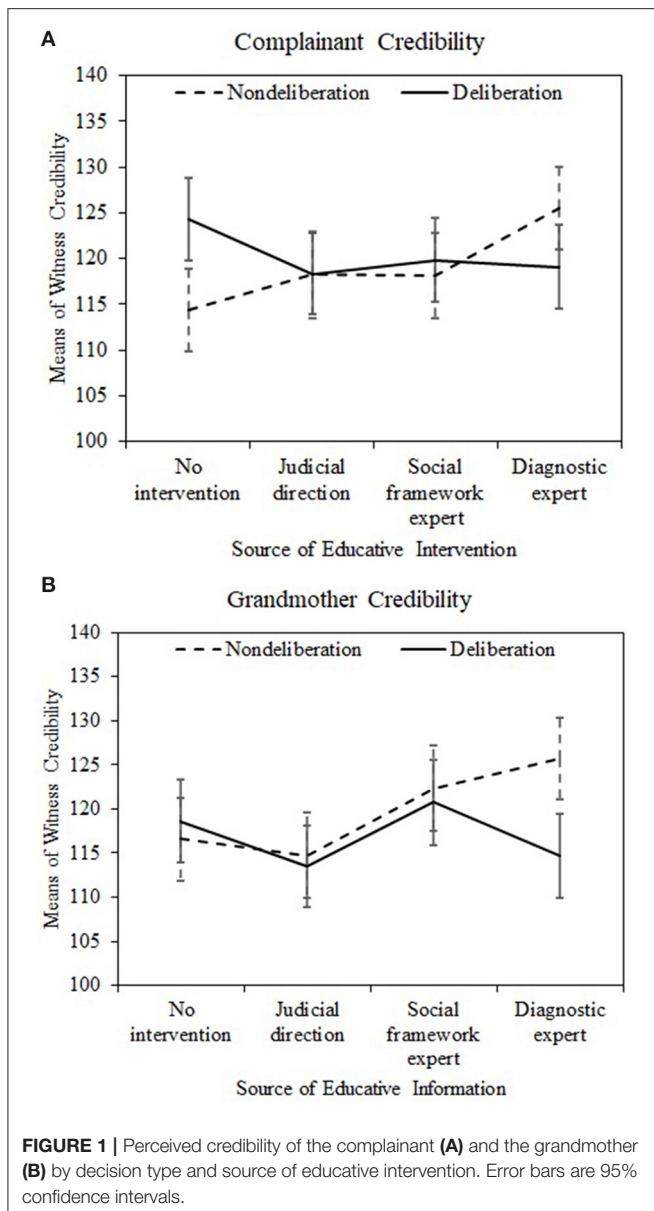 A
Complainant Credibility
140
135
130
125
120
115
110
105
100
Means of Witness Credibility
Nondeliberation
Deliberation
No intervention
Judicial direction
Social framework expert
Diagnostic expert
Source of Educative Intervention
B
Grandmother Credibility
140
135
130
125
120
115
110
105
100
Means of Witness Credibility
Nondeliberation
Deliberation
No intervention
Judicial direction
Social framework expert
Diagnostic expert
Source of Educative Information
FIGURE 1 | Perceived credibility of the complainant (A) and the grandmother
(B) by decision type and source of educative intervention. Error bars are 95%
confidence intervals.